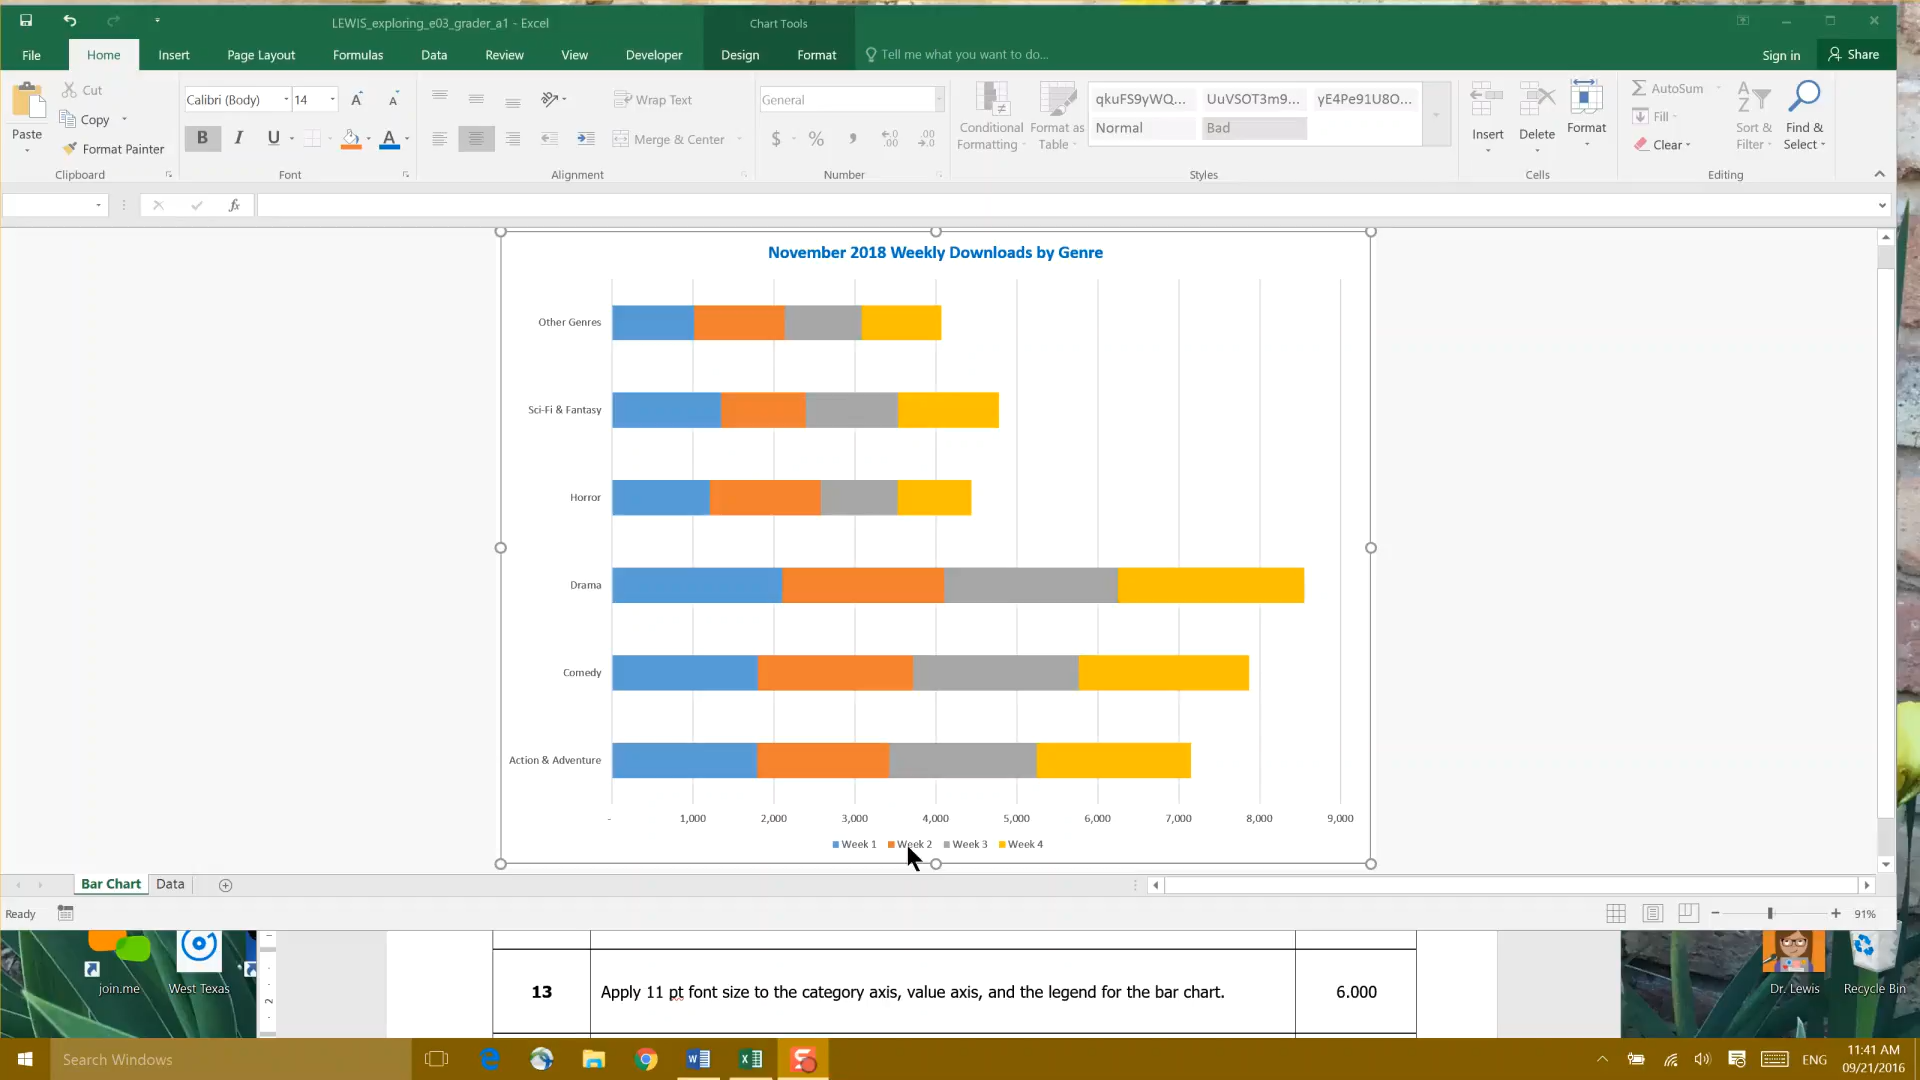 LEWIS_exploring_e03_grader_a1 - Excel
Chart Tools
File
Home
Insert
Page Layout
Formulas
Data
Review
View
Developer
Design
Format
Tell me what you want to do...
Sign in
Share
Paste
Cut
Copy
Format Painter
Clipboard
Calibri (Body)
14
B I U
A
Font
Wrap Text
Merge & Center
Alignment
General
$ % ,
Number
Conditional Formatting
Format as Table
qkuFS9yWQ...
UuVSOT3m9...
yE4Pe91U8O...
Normal
Bad
Styles
Insert
Delete
Format
Cells
AutoSum
Fill
Clear
Sort & Filter
Find & Select
Editing
fx
November 2018 Weekly Downloads by Genre
Other Genres
Sci-Fi & Fantasy
Horror
Drama
Comedy
Action & Adventure
- 1,000 2,000 3,000 4,000 5,000 6,000 7,000 8,000 9,000
Week 1 Week 2 Week 3 Week 4
Bar Chart
Data
Ready
91%
join.me
West Texas
13
Apply 11 pt font size to the category axis, value axis, and the legend for the bar chart.
6.000
Dr. Lewis
Recycle Bin
Search Windows
ENG
11:41 AM
09/21/2016